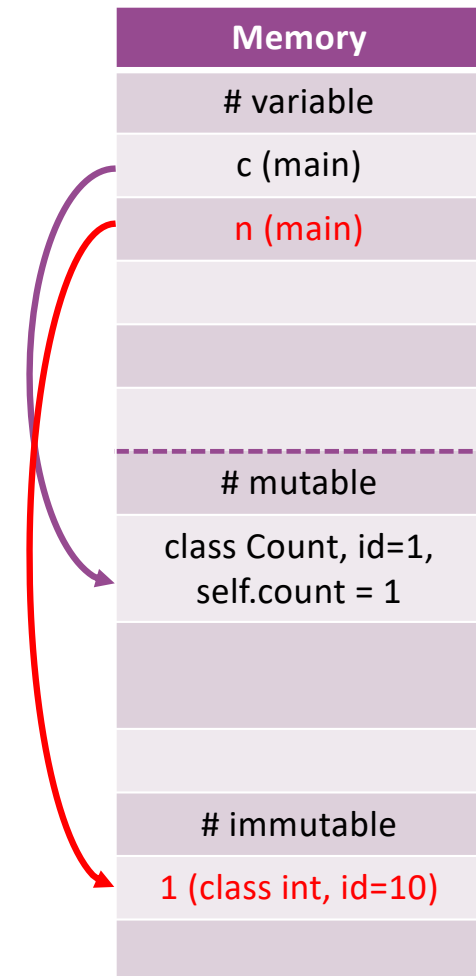 Memory
# variable
c (main)
n (main)
# mutable
class Count, id=1,
self.count = 1
# immutable
1 (class int, id=10)